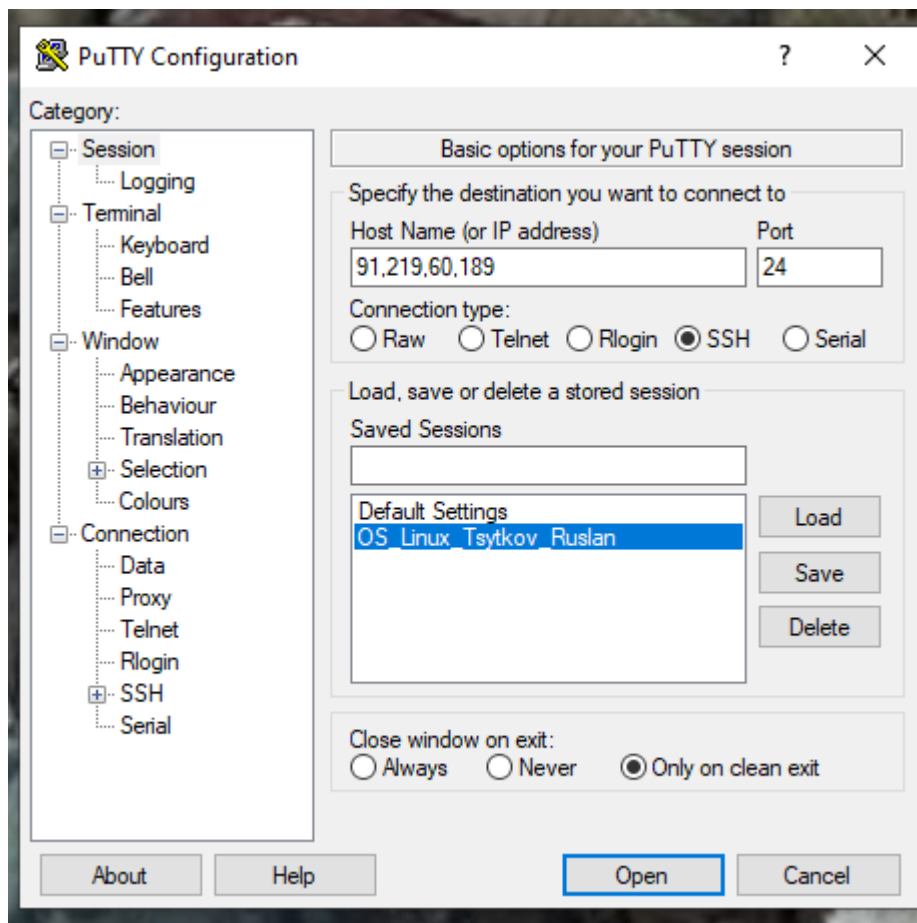 PuTTY Configuration
?
Category:
Session
Logging
Terminal
Keyboard
Bell
Features
Window
Appearance
Behaviour
Translation
Selection
Colours
Connection
Data
Proxy
Telnet
Rlogin
SSH
Serial
Basic options for your PuTTY session
Specify the destination you want to connect to
Host Name (or IP address) Port
91,219,60,189 24
Connection type:
Raw Telnet Rlogin SSH Serial
Load, save or delete a stored session
Saved Sessions
Default Settings
OS_Linux_Tsytkov_Ruslan
Load
Save
Delete
Close window on exit:
Always Never Only on clean exit
About Help Open Cancel